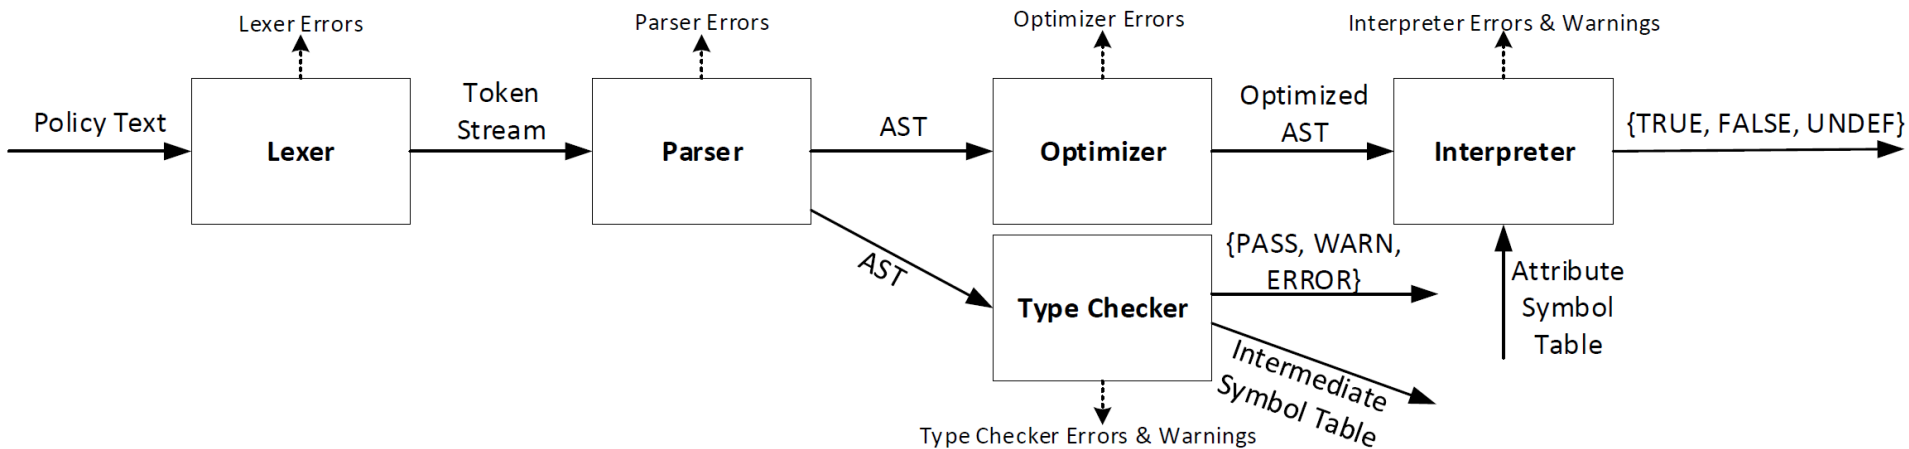 Lexer Errors
Parser Errors
Optimizer Errors
Interpreter Errors & Warnings
Policy Text
Lexer
Token
Stream
Parser
AST
Optimizer
Optimized
AST
Interpreter
{TRUE, FALSE, UNDEF}
AST
Type Checker
{PASS, WARN,
ERROR}
Intermediate
Symbol Table
Attribute
Symbol
Table
Type Checker Errors & Warnings